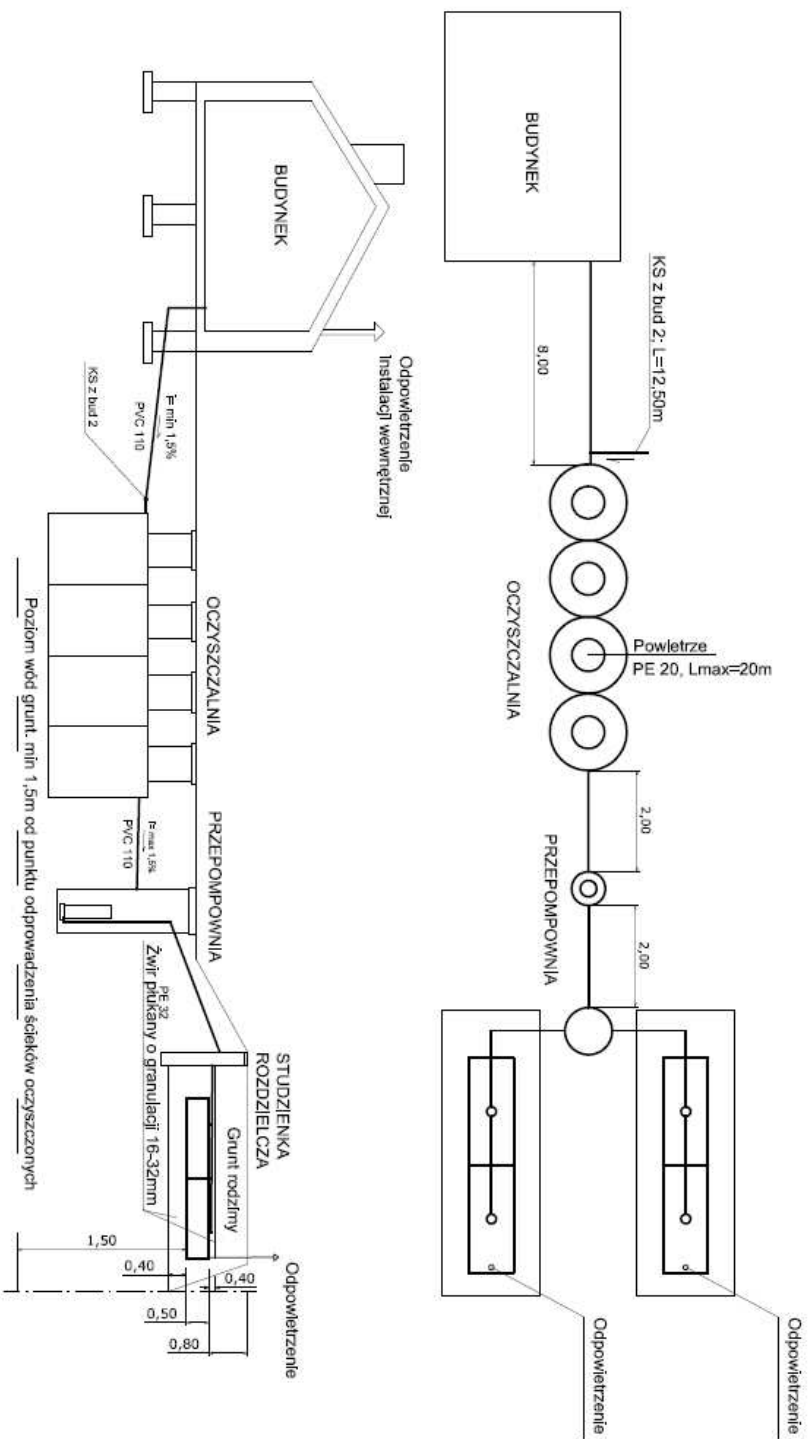 BUDYNEK
8,00
KS z bud 2; L=12,50m
OCZYSZCZALNIA
Powietrze
PE 20, Lmax=20m
2,00
PRZEPOMPOWNIA
2,00
Odpowietrzenie
Odpowietrzenie
BUDYNEK
Odpowietrzenie
Instalacji wewnętrznej
i= min 1,5%
PVC 110
KS z bud 2
OCZYSZCZALNIA
i= max 1,5%
PVC 110
PRZEPOMPOWNIA
PE 32
Żwir płukany o granulacji 16-32mm
STUDZIENKA
ROZDZIELCZA
Grunt rodzimy
Odpowietrzenie
1,50
0,40
0,40
0,50
0,80
Poziom wód grunt. min 1,5m od punktu odprowadzenia ścieków oczyszczonych